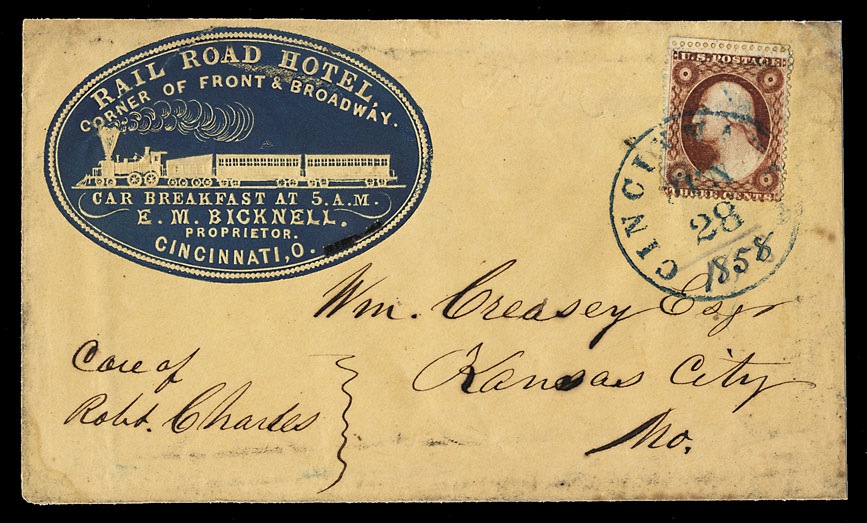 RAIL ROAD HOTEL,
CORNER OF FRONT & BROADWAY.
CAR BREAKFAST AT 5. A.M.
E. M. BICKNELL.
PROPRIETOR.
CINCINNATI, O.
U.S. POSTAGE
THREE CENTS
CINCINNATI
28
1858
Wm. Creasey Esqr
Kansas City
Mo.
Care of
Robt. Charles